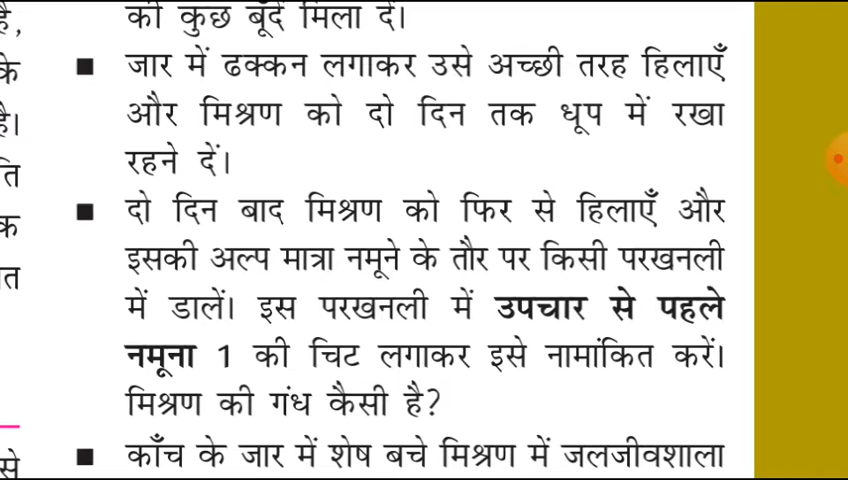 की कुछ बूँदें मिला दें।
■ जार में ढक्कन लगाकर उसे अच्छी तरह हिलाएँ
और मिश्रण को दो दिन तक धूप में रखा
रहने दें।
■ दो दिन बाद मिश्रण को फिर से हिलाएँ और
इसकी अल्प मात्रा नमूने के तौर पर किसी परखनली
में डालें। इस परखनली में उपचार से पहले
नमूना 1 की चिट लगाकर इसे नामांकित करें।
मिश्रण की गंध कैसी है?
■ काँच के जार में शेष बचे मिश्रण में जलजीवशाला